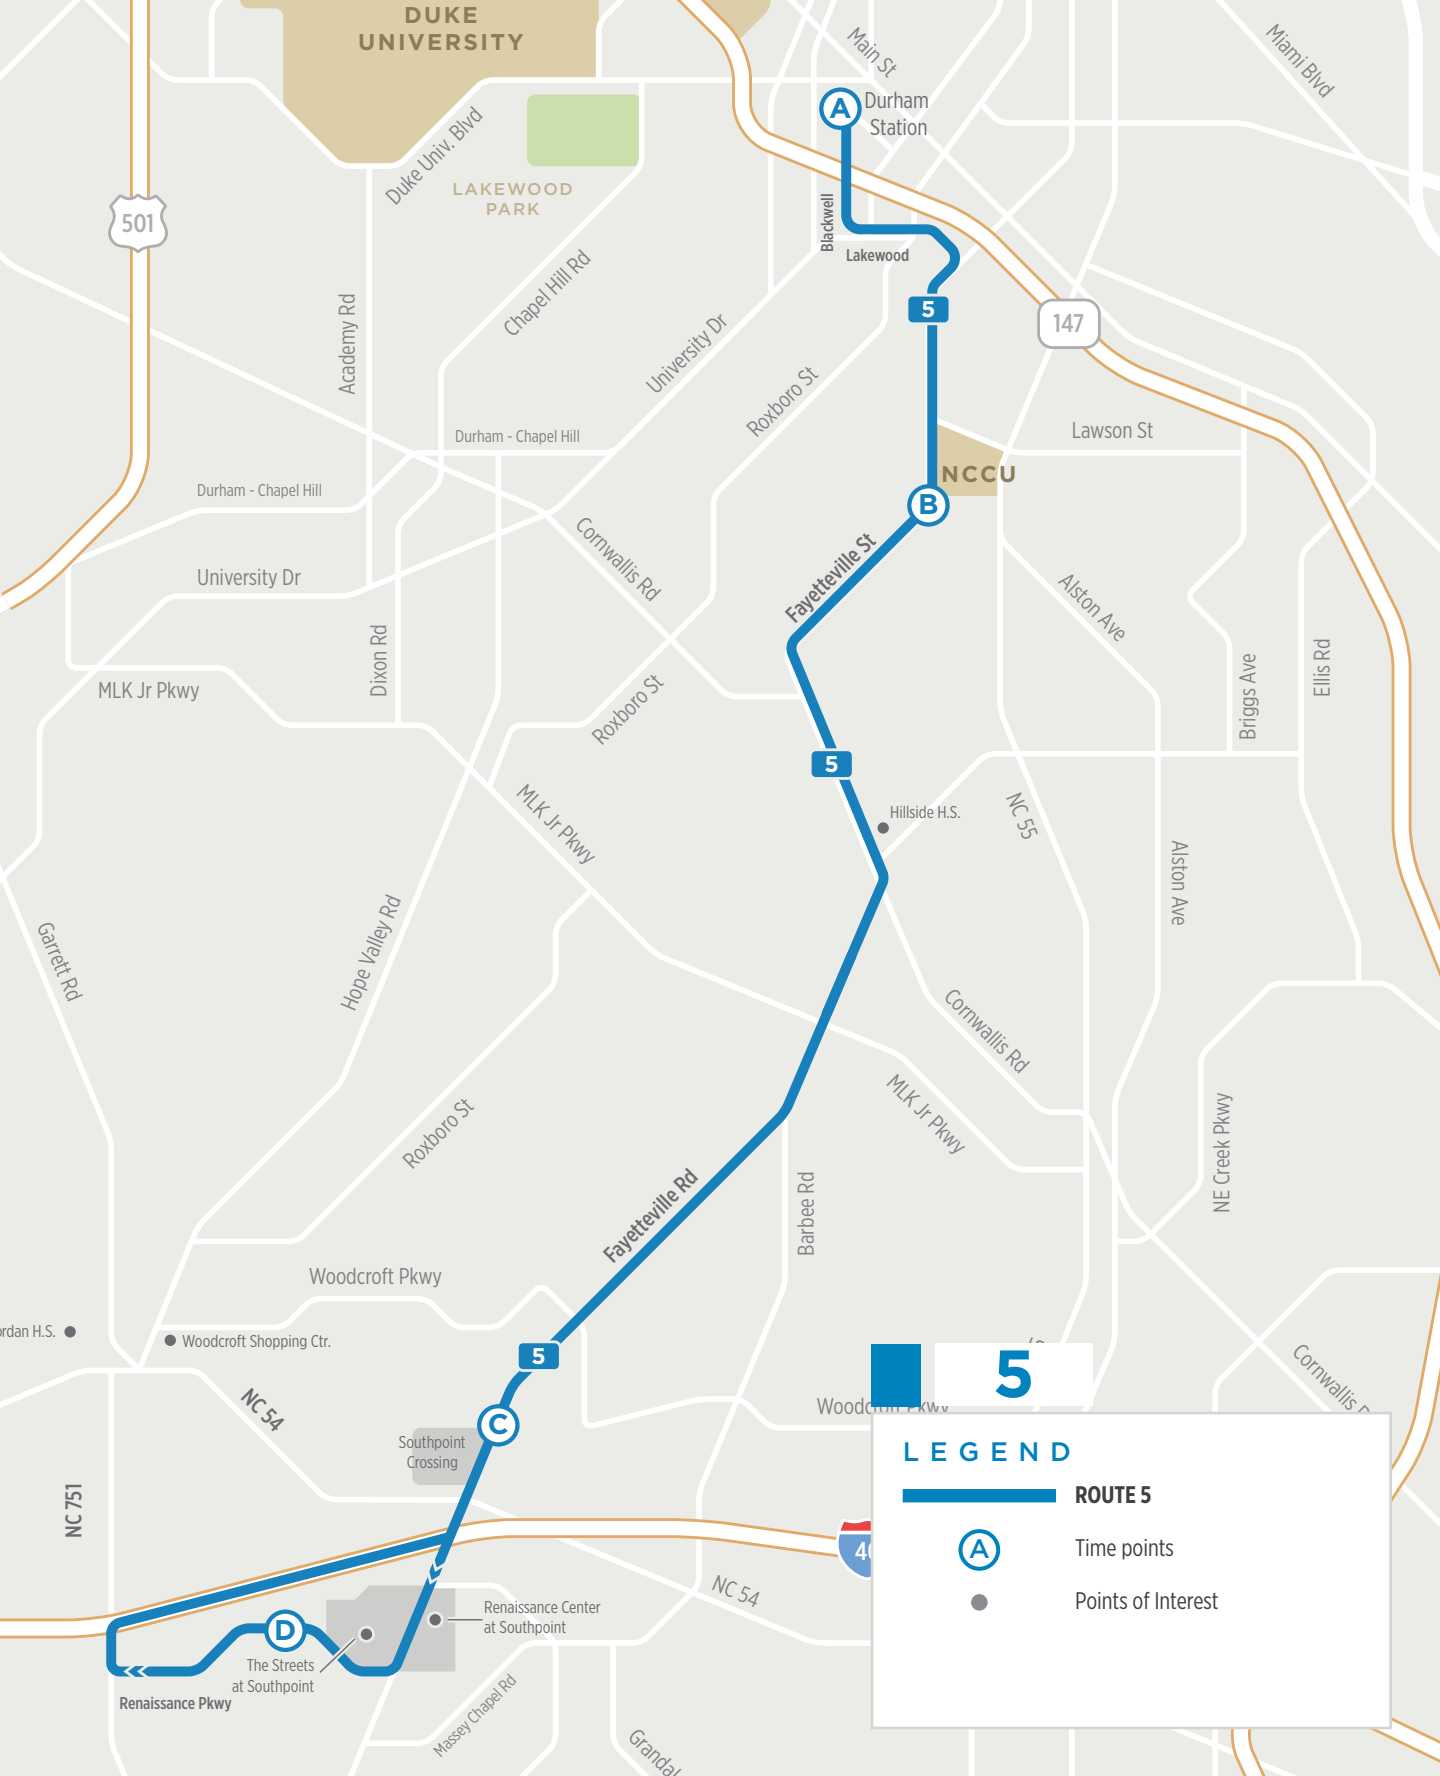 DUKE
UNIVERSITY
Main St
Miami Blvd
A
Durham
Station
Duke Univ. Blvd
LAKEWOOD
PARK
501
Blackwell
Lakewood
Chapel Hill Rd
Academy Rd
University Dr
5
147
Roxboro St
Durham - Chapel Hill
Lawson St
NCCU
Durham - Chapel Hill
B
Cornwallis Rd
Fayetteville St
University Dr
Alston Ave
Dixon Rd
MLK Jr Pkwy
Roxboro St
Briggs Ave
Ellis Rd
5
MLK Jr Pkwy
Hillside H.S.
NC 55
Alston Ave
Garrett Rd
Hope Valley Rd
Cornwallis Rd
MLK Jr Pkwy
Roxboro St
NE Creek Pkwy
Fayetteville Rd
Barbee Rd
Woodcroft Pkwy
rdan H.S.
Woodcroft Shopping Ctr.
5
5
Cornwallis
NC 54
Woodcroft Pkwy
C
Southpoint
Crossing
LEGEND
NC 751
ROUTE 5
A
Time points
Points of Interest
NC 54
Renaissance Center
at Southpoint
D
The Streets
at Southpoint
Renaissance Pkwy
Massey Chapel Rd
Grandal